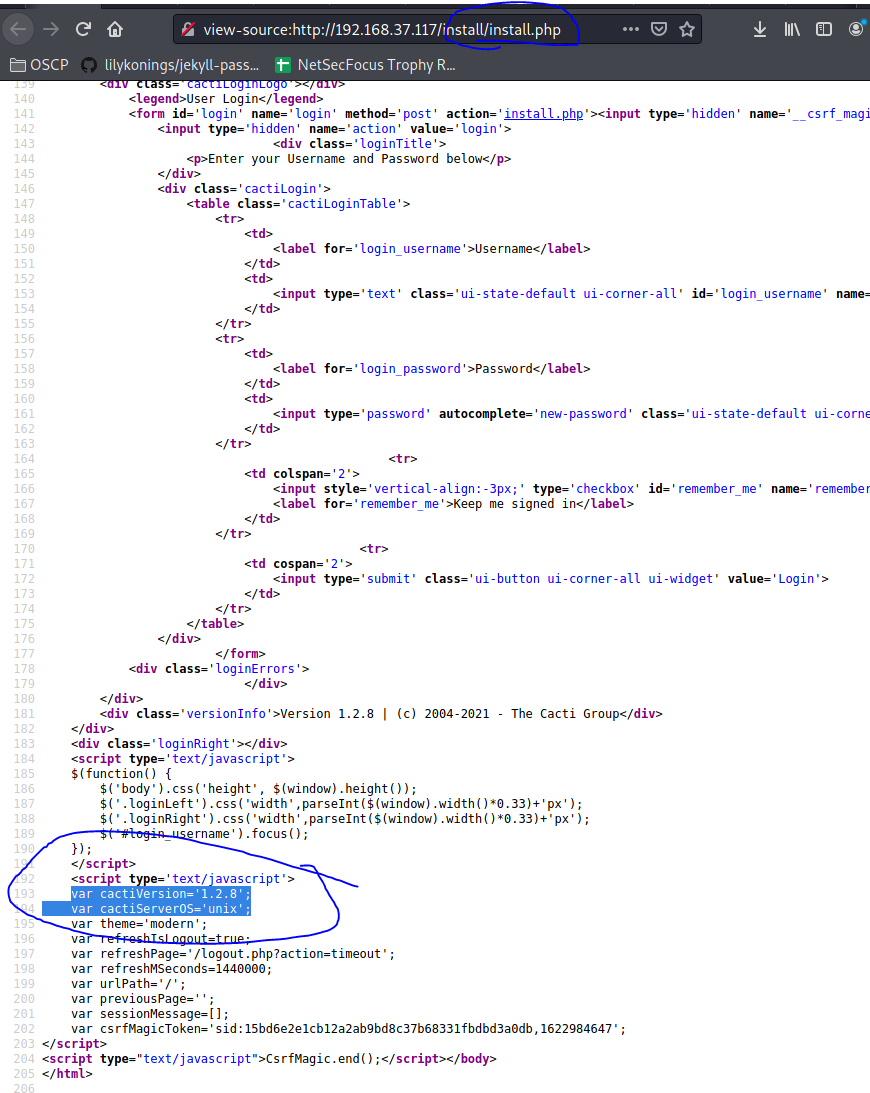 view-source:http://192.168.37.117/install/install.php
OSCP lilykonings/jekyll-pass... NetSecFocus Trophy R...
139 <div class='cactiLoginLogo'></div>
140 <legend>User Login</legend>
141 <form id='login' name='login' method='post' action='install.php'><input type='hidden' name='__csrf_magi
142 <input type='hidden' name='action' value='login'>
143 <div class='loginTitle'>
144 <p>Enter your Username and Password below</p>
145 </div>
146 <div class='cactiLogin'>
147 <table class='cactiLoginTable'>
148 <tr>
149 <td>
150 <label for='login_username'>Username</label>
151 </td>
152 <td>
153 <input type='text' class='ui-state-default ui-corner-all' id='login_username' name=
154 </td>
155 </tr>
156 <tr>
157 <td>
158 <label for='login_password'>Password</label>
159 </td>
160 <td>
161 <input type='password' autocomplete='new-password' class='ui-state-default ui-corne
162 </td>
163 </tr>
164 <tr>
165 <td colspan='2'>
166 <input style='vertical-align:-3px;' type='checkbox' id='remember_me' name='remember
167 <label for='remember_me'>Keep me signed in</label>
168 </td>
169 </tr>
170 <tr>
171 <td cospan='2'>
172 <input type='submit' class='ui-button ui-corner-all ui-widget' value='Login'>
173 </td>
174 </tr>
175 </table>
176 </div>
177 </form>
178 <div class='loginErrors'>
179 </div>
180 </div>
181 <div class='versionInfo'>Version 1.2.8 | (c) 2004-2021 - The Cacti Group</div>
182 </div>
183 <div class='loginRight'></div>
184 <script type='text/javascript'>
185 $(function() {
186 $('body').css('height', $(window).height());
187 $('.loginLeft').css('width',parseInt($(window).width()*0.33)+'px');
188 $('.loginRight').css('width',parseInt($(window).width()*0.33)+'px');
189 $('#login_username').focus();
190 });
191 </script>
192 <script type='text/javascript'>
193 var cactiVersion='1.2.8';
194 var cactiServerOS='unix';
195 var theme='modern';
196 var refreshIsLogout=true;
197 var refreshPage='/logout.php?action=timeout';
198 var refreshMSeconds=1440000;
199 var urlPath='/';
200 var previousPage='';
201 var sessionMessage=[];
202 var csrfMagicToken='sid:15bd6e2e1cb12a2ab9bd8c37b68331fbdbd3a0db,1622984647';
203 </script>
204 <script type="text/javascript">CsrfMagic.end();</script></body>
205 </html>
206